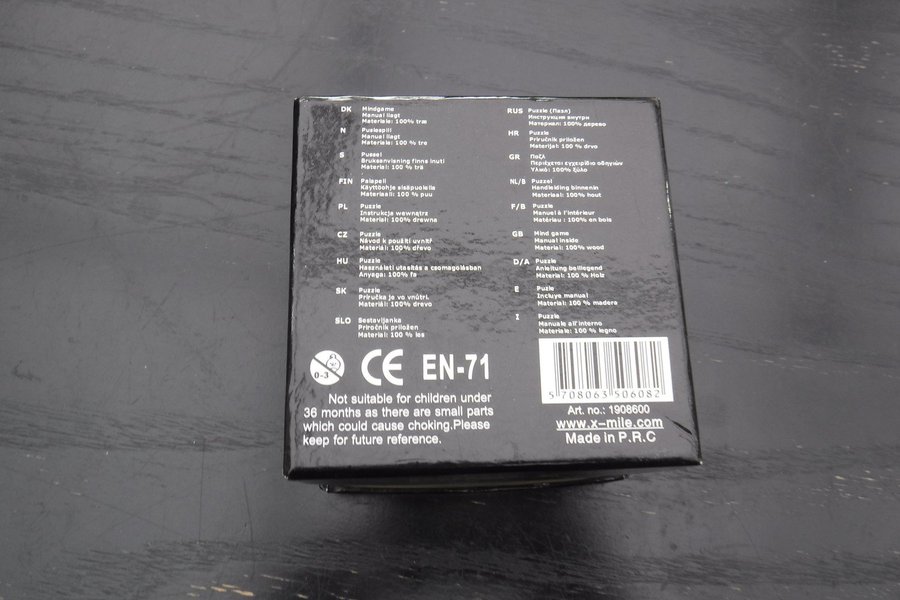 DK Mindgame
Manual ilagt
Materiale: 100% træ
N Puslespill
Manual ilagt
Materiale: 100 % tre
S Pussel
Bruksanvisning finns inuti
Material: 100 % trä
FIN Palapeli
Käyttöohje sisäpuolella
Materiaali: 100 % puu
PL Puzzle
Instrukcja wewnątrz
Materiał: 100% drewna
CZ Puzzle
Návod k použití uvnitř
Materiál: 100% dřevo
HU Puzzle
Használati utasítás a csomagolásban
Anyaga: 100% fa
SK Puzzle
Príručka je vo vnútri.
Materiál: 100% drevo
SLO Sestavljanka
Priročnik priložen
Material: 100 % les
0-3 CE EN-71
Not suitable for children under
36 months as there are small parts
which could cause choking.Please
keep for future reference.
RUS Puzzle (Пазл)
Инструкция внутри
Материал: 100% дерево
HR Puzzle
Priručnik priložen
Materijal: 100 % drvo
GR Παζλ
Περιέχεται εγχειρίδιο οδηγιών
Υλικό: 100% ξύλο
NL/B Puzzel
Handleiding binnenin
Materiaal: 100% hout
F/B Puzzle
Manuel à l'intérieur
Matériau : 100% en bois
GB Mind game
Manual inside
Material: 100% wood
D/A Puzzle
Anleitung beiliegend
Material: 100 % Holz
E Puzle
Incluye manual
Material: 100 % madera
I Puzzle
Manuale all'interno
Materiale: 100 % legno
5 708063 506082
Art. no.: 1908600
www.x-mile.com
Made in P.R.C